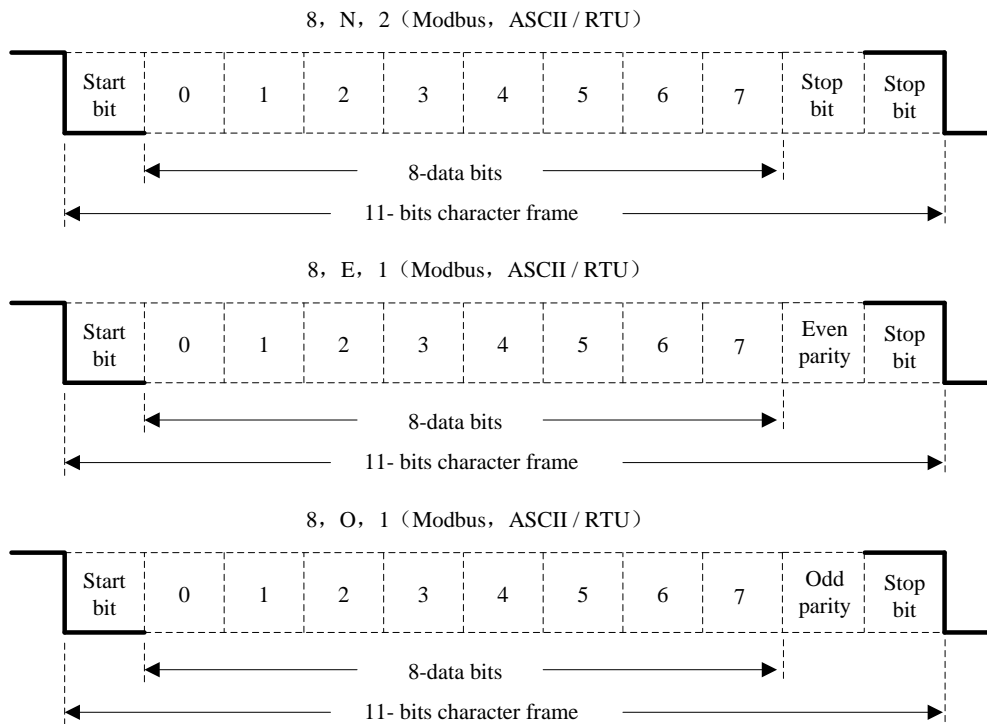 8，N，2（Modbus，ASCII / RTU）
Start bit 0 1 2 3 4 5 6 7 Stop bit Stop bit
8-data bits
11- bits character frame
8，E，1（Modbus，ASCII / RTU）
Start bit 0 1 2 3 4 5 6 7 Even parity Stop bit
8-data bits
11- bits character frame
8，O，1（Modbus，ASCII / RTU）
Start bit 0 1 2 3 4 5 6 7 Odd parity Stop bit
8-data bits
11- bits character frame